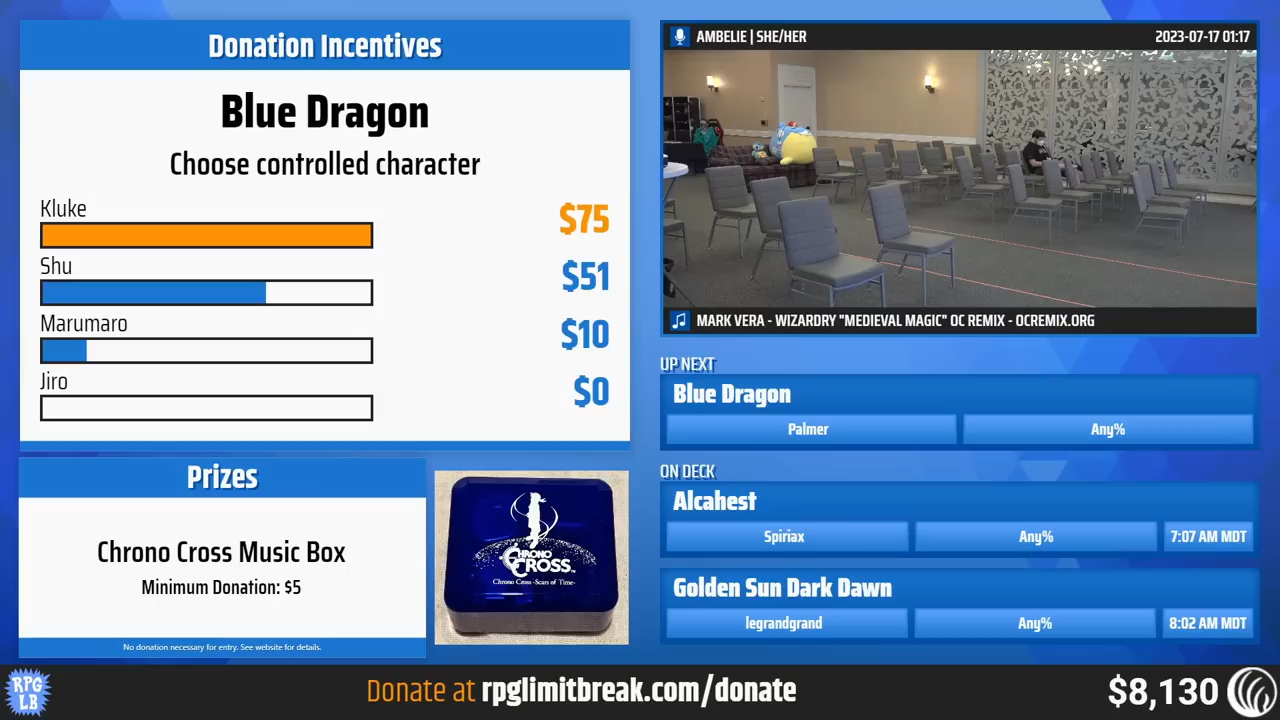 Donation Incentives
Blue Dragon
Choose controlled character
Kluke
$75
Shu
$51
Marumaro
$10
Jiro
$0
Prizes
Chrono Cross Music Box
Minimum Donation: $5
No donation necessary for entry. See website for details.
CHRONO
CROSS
Chrono Cross -Scars of Time-
AMBELIE | SHE/HER
2023-07-17 01:17
MARK VERA - WIZARDRY "MEDIEVAL MAGIC" OC REMIX - OCREMIX.ORG
UP NEXT
Blue Dragon
Palmer
Any%
ON DECK
Alcahest
Spiriax
Any%
7:07 AM MDT
Golden Sun Dark Dawn
legrandgrand
Any%
8:02 AM MDT
RPG
LB
Donate at rpglimitbreak.com/donate
$8,130